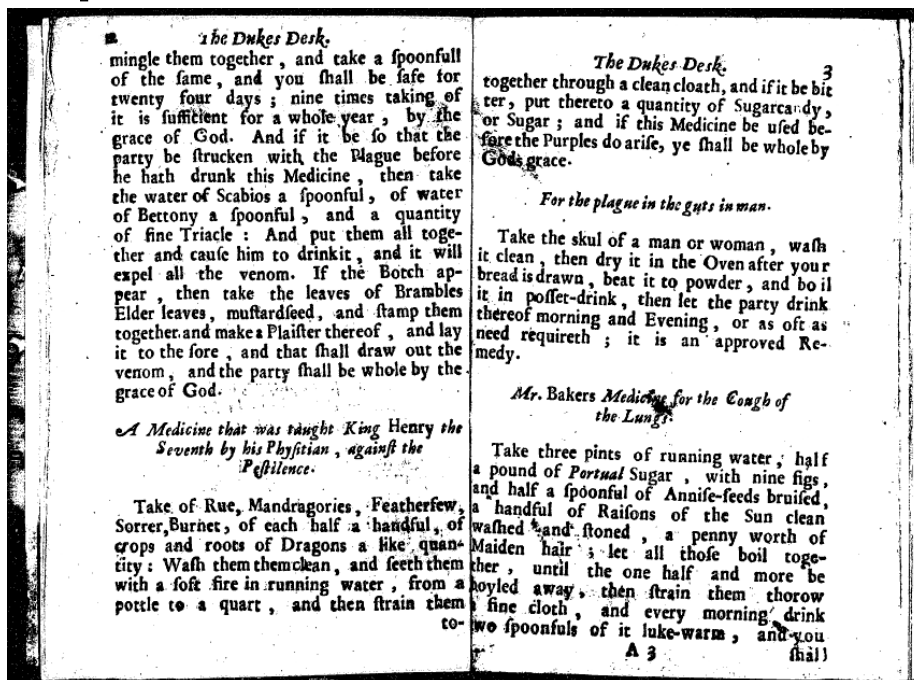 2 The Dukes Desk.
mingle them together, and take a ſpoonfull
of the ſame, and you ſhall be ſafe for
twenty four days; nine times taking of
it is ſufficient for a whole year, by the
grace of God. And if it be ſo that the
party be ſtrucken with the Plague before
he hath drunk this Medicine, then take
the water of Scabios a ſpoonful, of water
of Bettony a ſpoonful, and a quantity
of fine Triacle: And put them all toge-
ther and cauſe him to drinkit, and it will
expel all the venom. If the Botch ap-
pear, then take the leaves of Brambles
Elder leaves, muſtardſeed, and ſtamp them
together.and make a Plaiſter thereof, and lay
it to the ſore, and that ſhall draw out the
venom, and the party ſhall be whole by the
grace of God.
A Medicine that was taught King Henry the
Seventh by his Phyſitian, againſt the
Peſtilence.
Take of Rue, Mandragories, Featherfew,
Sorrer, Burnet, of each half a handful, of
crops and roots of Dragons a like quan-
tity: Waſh them themclean, and ſeeth them
with a ſoft fire in running water, from a
pottle to a quart, and then ſtrain them
to-
The Dukes Desk. 3
together through a clean cloath, and if it be bit
ter, put thereto a quantity of Sugarcandy,
or Sugar; and if this Medicine be uſed be-
fore the Purples do ariſe, ye ſhall be whole by
Gods grace.
For the plague in the guts in man.
Take the skul of a man or woman, waſh
it clean, then dry it in the Oven after your
bread is drawn, beat it to powder, and boil
it in poſſet-drink, then let the party drink
thereof morning and Evening, or as oft as
need requireth; it is an approved Re-
medy.
Mr. Bakers Medicine for the Cough of
the Lungs.
Take three pints of running water, half
a pound of Portual Sugar, with nine figs,
and half a ſpoonful of Anniſe-ſeeds bruiſed,
a handful of Raiſons of the Sun clean
waſhed and ſtoned, a penny worth of
Maiden hair; let all thoſe boil toge-
ther, until the one half and more be
boyled away, then ſtrain them thorow
fine cloth, and every morning drink
two ſpoonfuls of it luke-warm, and you
A 3 ſhall